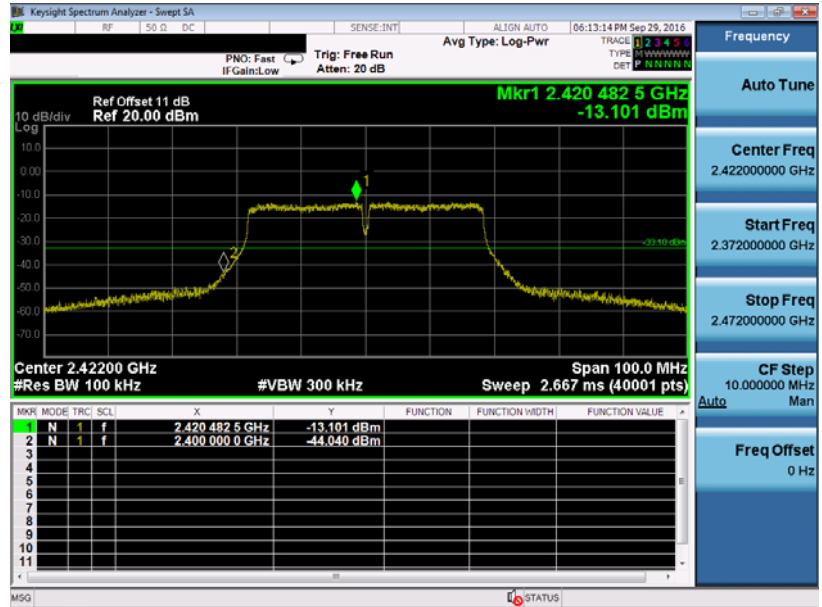 Keysight Spectrum Analyzer - Swept SA
RF 50 Ω DC SENSE:INT ALIGN AUTO 06:13:14 PM Sep 29, 2016
PNO: Fast Trig: Free Run Avg Type: Log-Pwr TRACE 1 2 3 4 5 6
IFGain:Low Atten: 20 dB TYPE M W W W W W
DET P N N N N N
Ref Offset 11 dB
10 dB/div Ref 20.00 dBm
Mkr1 2.420 482 5 GHz
-13.101 dBm
Log
10.0
0.00
-10.0
-20.0
-30.0
-40.0
-50.0
-60.0
-70.0
1
2
-33.10 dBm
Center 2.42200 GHz Span 100.0 MHz
#Res BW 100 kHz #VBW 300 kHz Sweep 2.667 ms (40001 pts)
MKR MODE TRC SCL X Y FUNCTION FUNCTION WIDTH FUNCTION VALUE
1 N 1 f 2.420 482 5 GHz -13.101 dBm
2 N 1 f 2.400 000 0 GHz -44.040 dBm
3
4
5
6
7
8
9
10
11
MSG STATUS
Frequency
Auto Tune
Center Freq
2.422000000 GHz
Start Freq
2.372000000 GHz
Stop Freq
2.472000000 GHz
CF Step
10.000000 MHz
Auto Man
Freq Offset
0 Hz